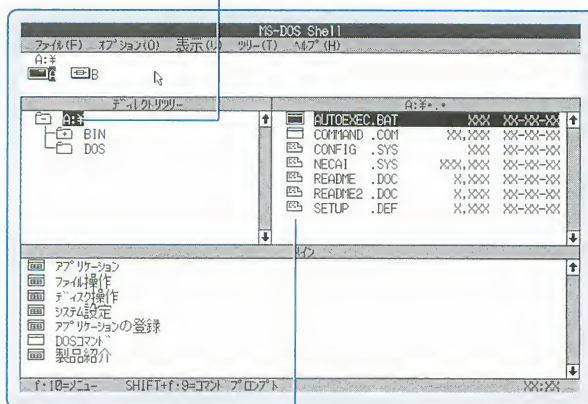 MS-DOS Shell
ファイル(F) オプション(O) 表示(V) ツリー(T) ヘルプ(H)
A:¥
A B
ディレクトリツリー
A:¥*.*
A:¥
BIN
DOS
AUTOEXEC.BAT XXX XX-XX-XX
COMMAND .COM XX,XXX XX-XX-XX
CONFIG .SYS XXX XX-XX-XX
NECAI .SYS XXX,XXX XX-XX-XX
README .DOC X,XXX XX-XX-XX
README2 .DOC X,XXX XX-XX-XX
SETUP .DEF X,XXX XX-XX-XX
メイン
アプリケーション
ファイル操作
ディスク操作
システム設定
アプリケーションの登録
DOSコマンド
製品紹介
f・10=メニュー SHIFT+f・9=コマンド プロンプト XX:XX